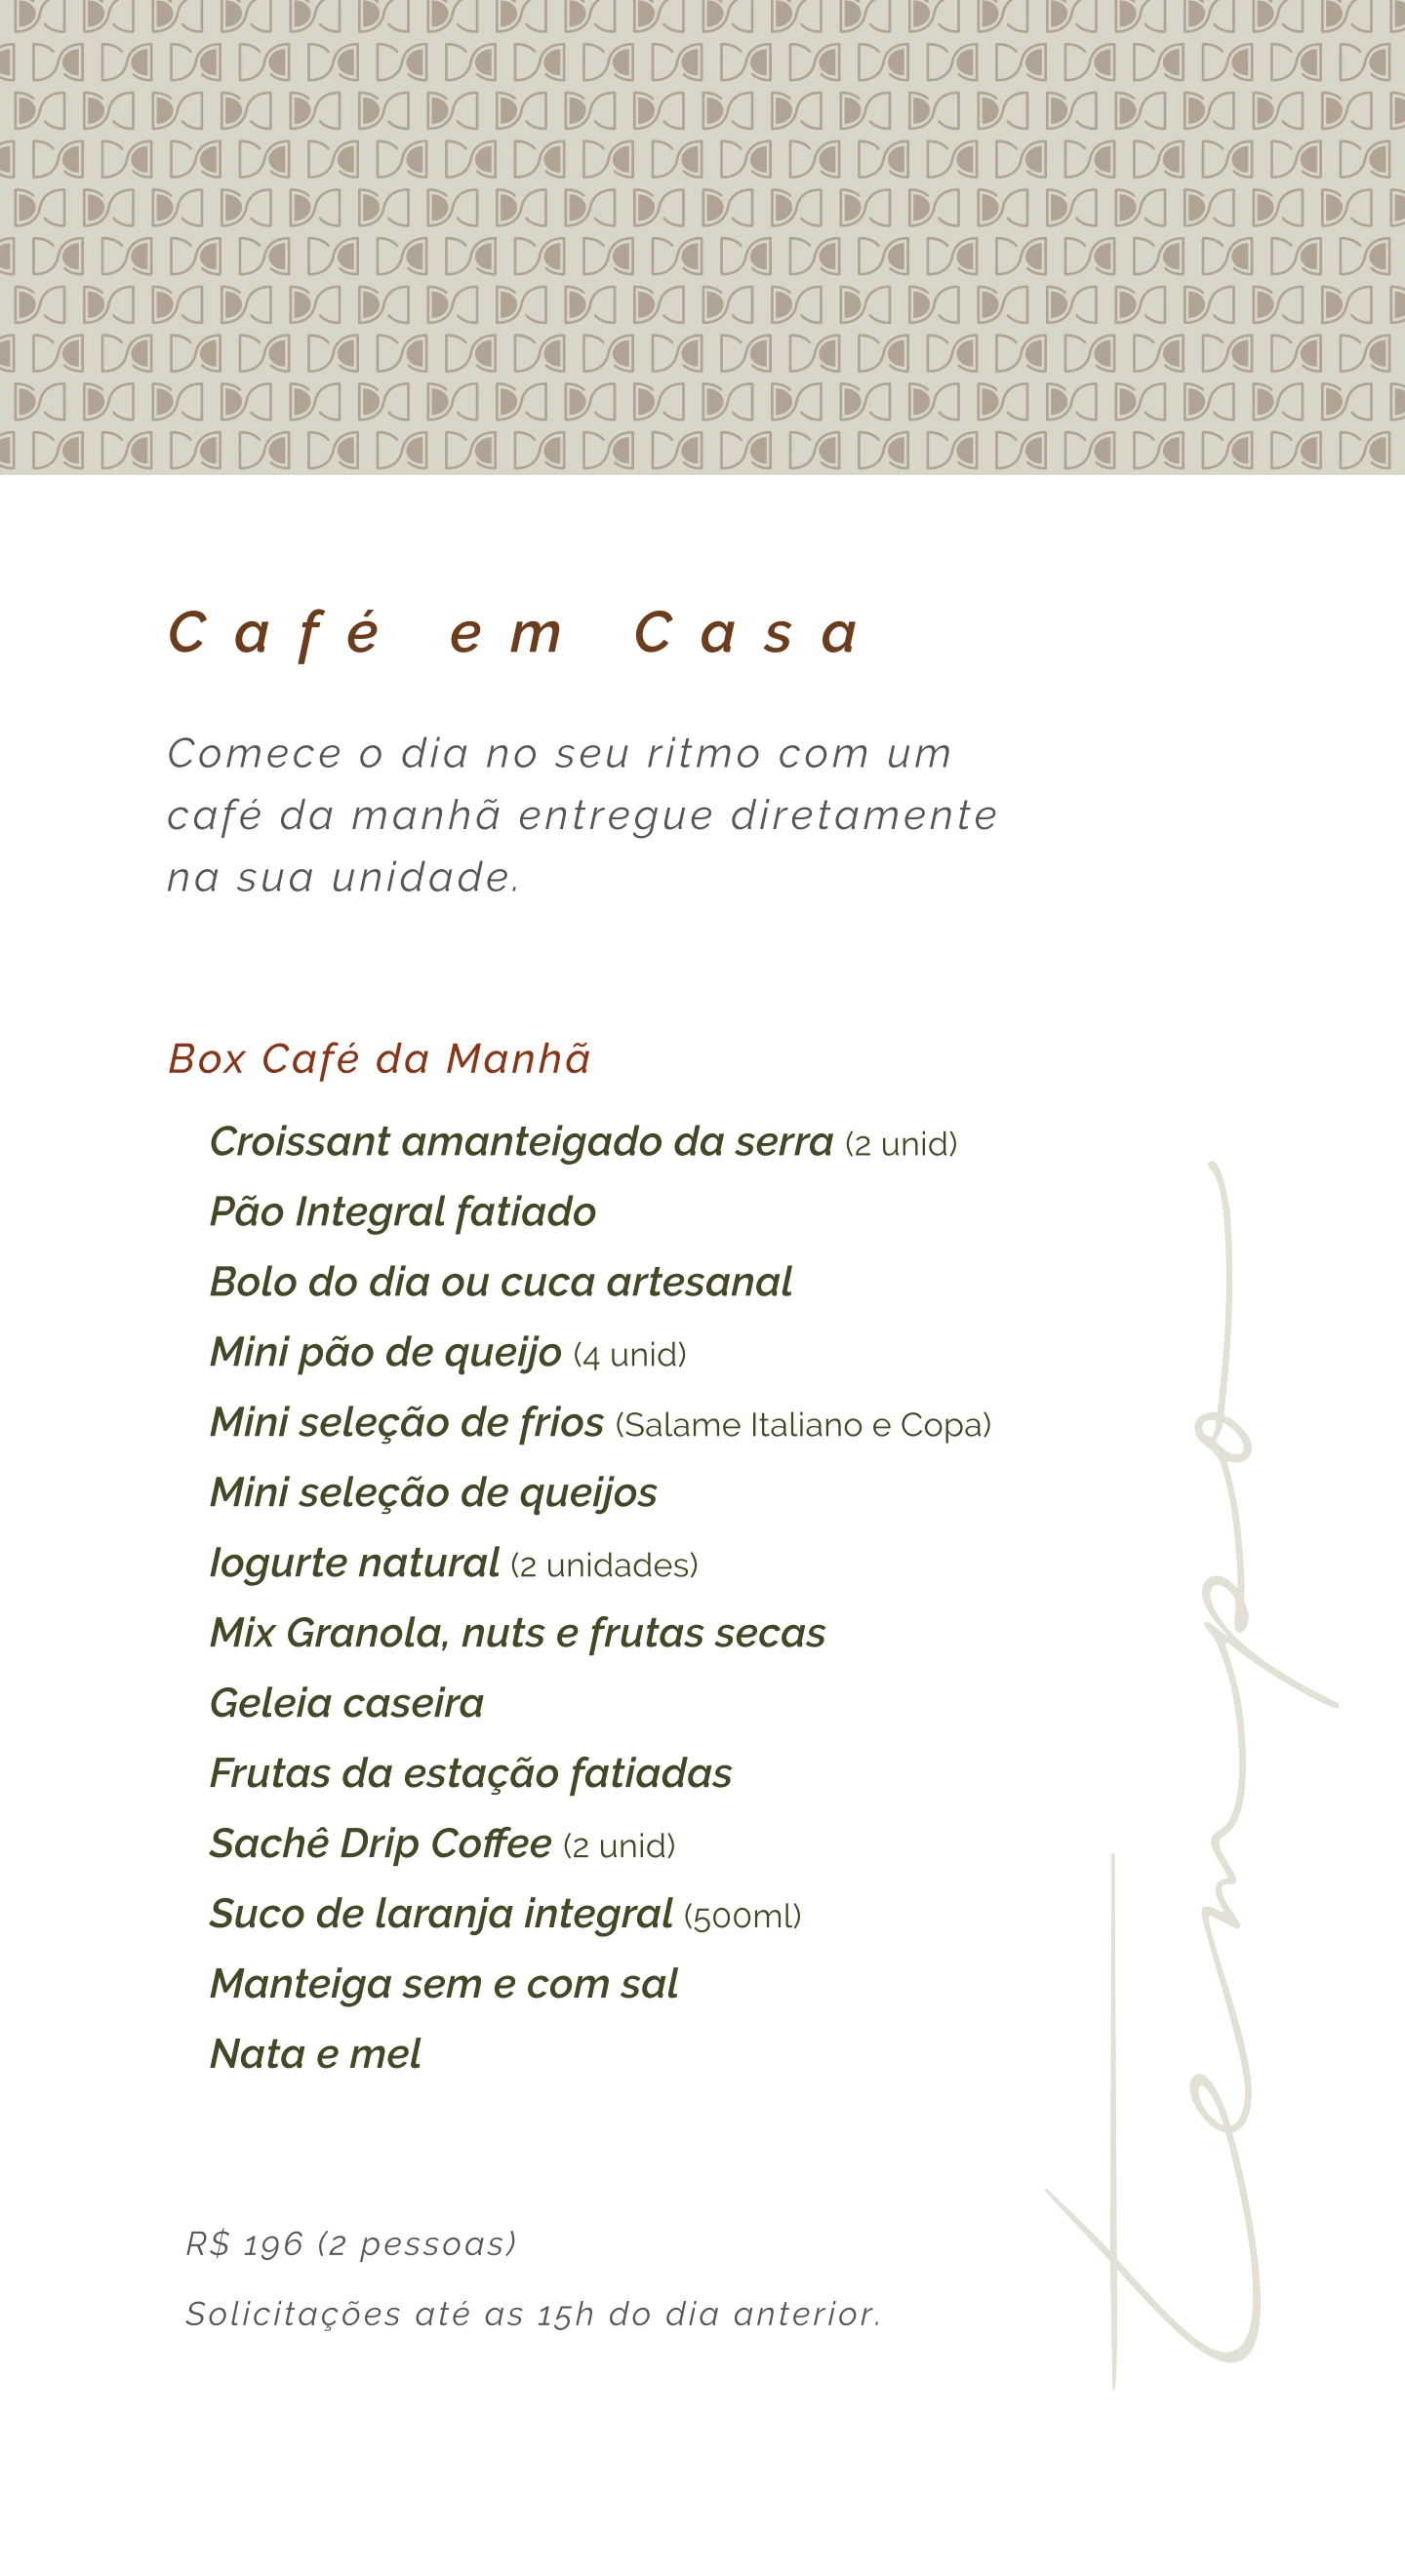 Café em Casa
Comece o dia no seu ritmo com um
café da manhã entregue diretamente
na sua unidade.
Box Café da Manhã
Croissant amanteigado da serra (2 unid)
Pão Integral fatiado
Bolo do dia ou cuca artesanal
Mini pão de queijo (4 unid)
Mini seleção de frios (Salame Italiano e Copa)
Mini seleção de queijos
Iogurte natural (2 unidades)
Mix Granola, nuts e frutas secas
Geleia caseira
Frutas da estação fatiadas
Sachê Drip Coffee (2 unid)
Suco de laranja integral (500ml)
Manteiga sem e com sal
Nata e mel
R$ 196 (2 pessoas)
Solicitações até as 15h do dia anterior.
tempo